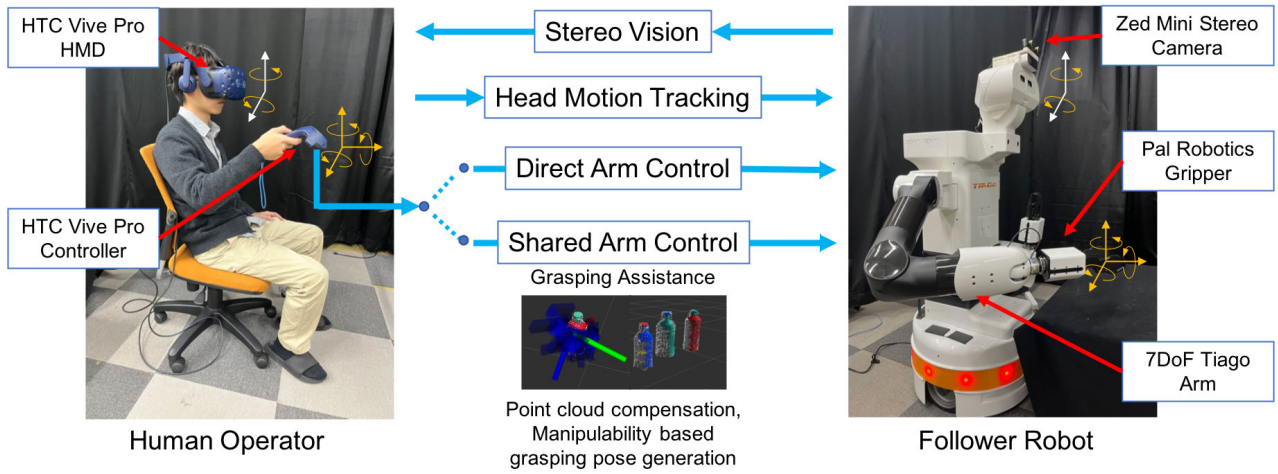 HTC Vive Pro
HMD
HTC Vive Pro
Controller
Human Operator
Stereo Vision
Head Motion Tracking
Direct Arm Control
Shared Arm Control
Grasping Assistance
Point cloud compensation,
Manipulability based
grasping pose generation
Zed Mini Stereo
Camera
Pal Robotics
Gripper
TIAGo
7DoF Tiago
Arm
Follower Robot